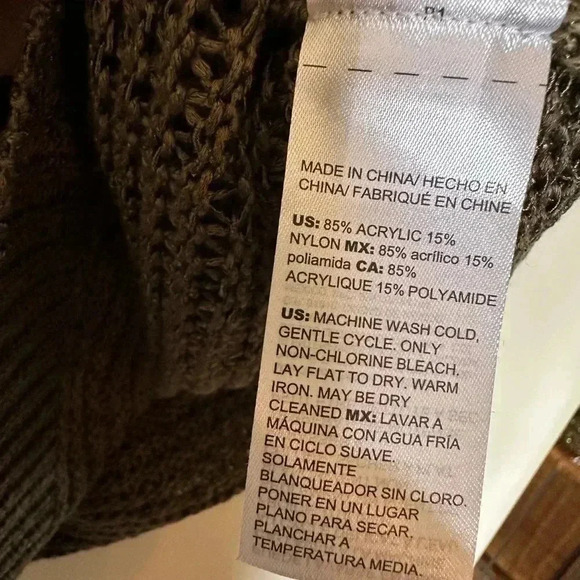 MADE IN CHINA/ HECHO EN
CHINA/ FABRIQUÉ EN CHINE
US: 85% ACRYLIC 15%
NYLON MX: 85% acrílico 15%
poliamida CA: 85%
ACRYLIQUE 15% POLYAMIDE
US: MACHINE WASH COLD,
GENTLE CYCLE. ONLY
NON-CHLORINE BLEACH.
LAY FLAT TO DRY. WARM
IRON. MAY BE DRY
CLEANED MX: LAVAR A
MÁQUINA CON AGUA FRÍA
EN CICLO SUAVE.
SOLAMENTE
BLANQUEADOR SIN CLORO.
PONER EN UN LUGAR
PLANO PARA SECAR.
PLANCHAR A
TEMPERATURA MEDIA.